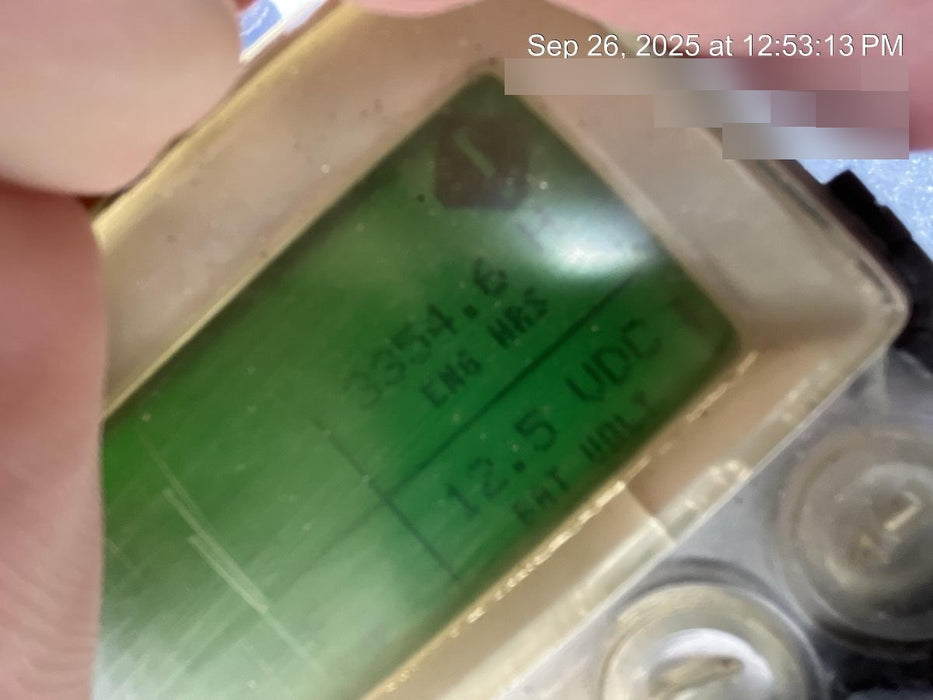 Sep 26, 2025 at 12:53:13 PM
3354.6
ENG HRS
12.5 VDC
BAT VOLT